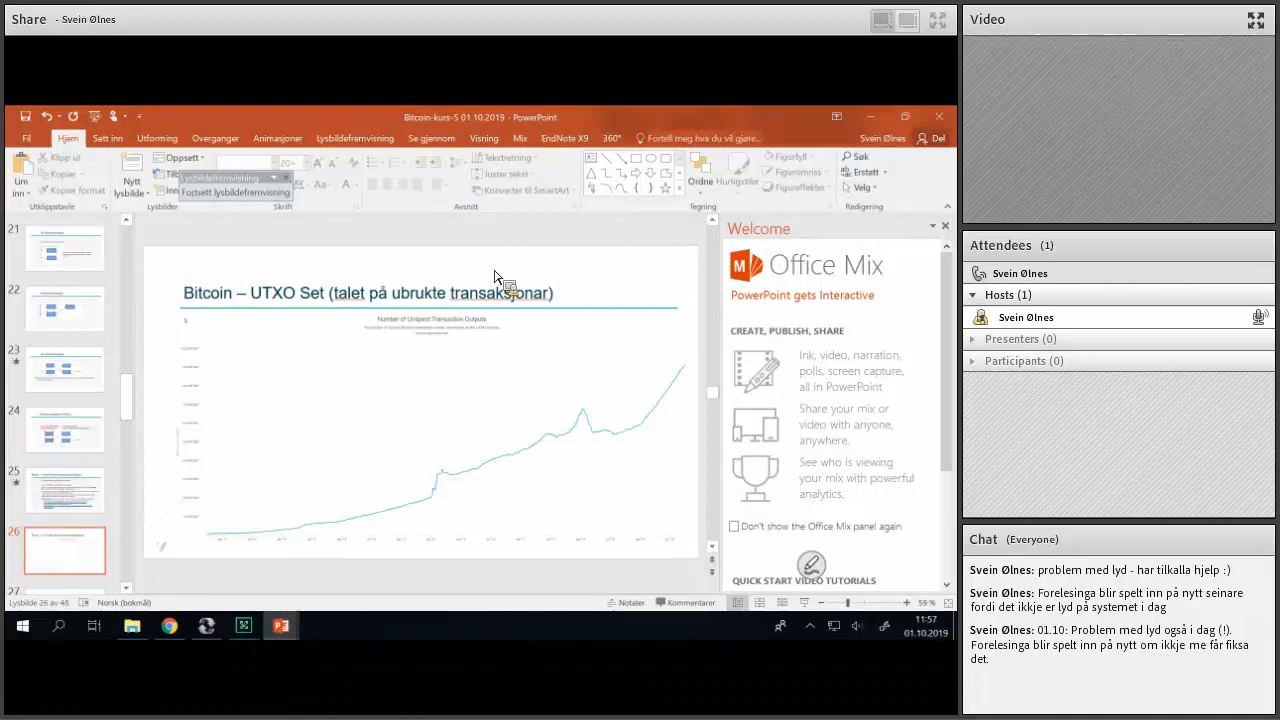 Share - Svein Ølnes
Video
Bitcoin-kurs-5 01.10.2019 - PowerPoint
Fil Hjem Sett inn Utforming Overganger Animasjoner Lysbildefremvisning Se gjennom Visning Mix EndNote X9 360° Fortell meg hva du vil gjøre... Svein Ølnes Del
Klipp ut
Kopier
Kopier format
Lim inn
Utklippstavle
Nytt lysbilde
Oppsett
Lysbilder
Lysbildefremvisning
Fortsett lysbildefremvisning
20
Skrift
Tekstretning
Juster tekst
Konverter til SmartArt
Avsnitt
Ordne Hurtigstiler
Figurfyll
Figuromriss
Figureffekter
Tegning
Søk
Erstatt
Velg
Redigering
21
22
23
24
25
26
27
Bitcoin – UTXO Set (talet på ubrukte transaksjonar)
Number of Unspent Transaction Outputs
Welcome
Office Mix
PowerPoint gets Interactive
CREATE, PUBLISH, SHARE
Ink, video, narration,
polls, screen capture,
all in PowerPoint
Share your mix or
video with anyone,
anywhere.
See who is viewing
your mix with powerful
analytics.
Don't show the Office Mix panel again
QUICK START VIDEO TUTORIALS
Lysbilde 26 av 48 Norsk (bokmål) Notater Kommentarer 59 %
11:57
01.10.2019
Attendees (1)
Svein Ølnes
Hosts (1)
Svein Ølnes
Presenters (0)
Participants (0)
Chat (Everyone)
Svein Ølnes: problem med lyd - har tilkalla hjelp :)
Svein Ølnes: Forelesinga blir spelt inn på nytt seinare
fordi det ikkje er lyd på systemet i dag
Svein Ølnes: 01.10: Problem med lyd også i dag (!).
Forelesinga blir spelt inn på nytt om ikkje me får fiksa
det.